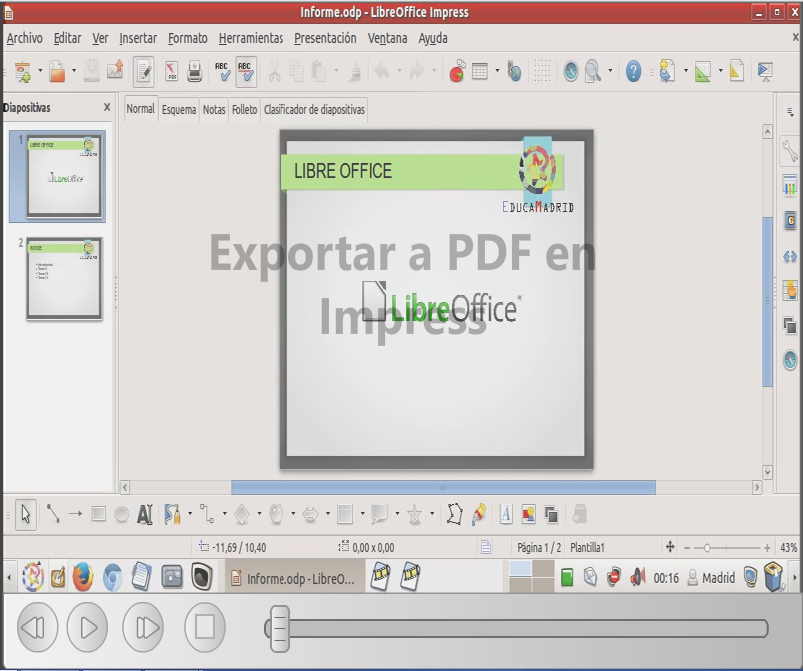 Informe.odp - LibreOffice Impress
Archivo Editar Ver Insertar Formato Herramientas Presentación Ventana Ayuda
Diapositivas
Normal Esquema Notas Folleto Clasificador de diapositivas
1
LIBRE OFFICE
LibreOffice
2
LIBRE OFFICE
EDUCAMADRID
Exportar a PDF en
Impress
LibreOffice
-11,69 / 10,40 0,00 x 0,00 Página 1 / 2 Plantilla1 43%
Informe.odp - LibreO... 00:16 Madrid